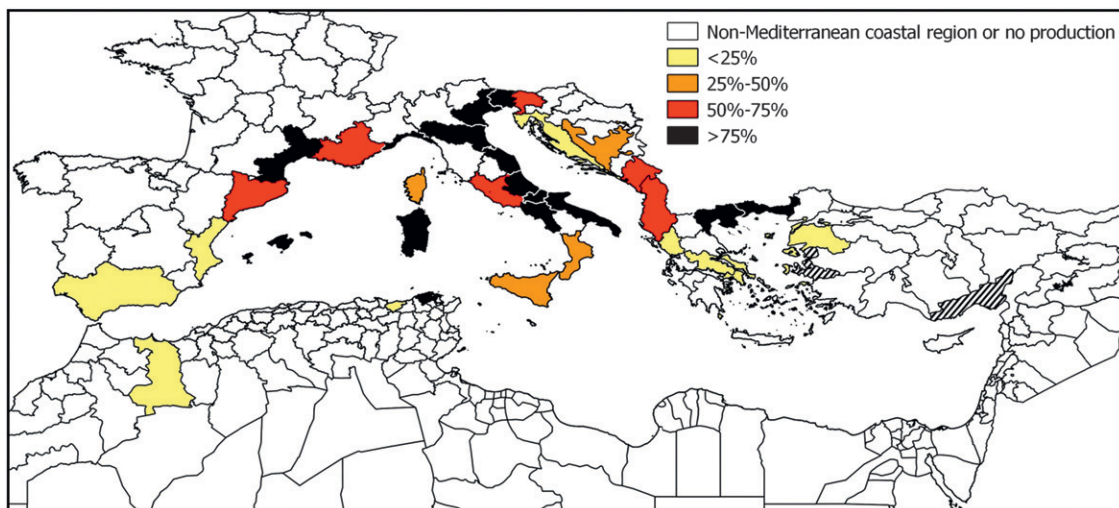 Non-Mediterranean coastal region or no production
<25%
25%-50%
50%-75%
>75%